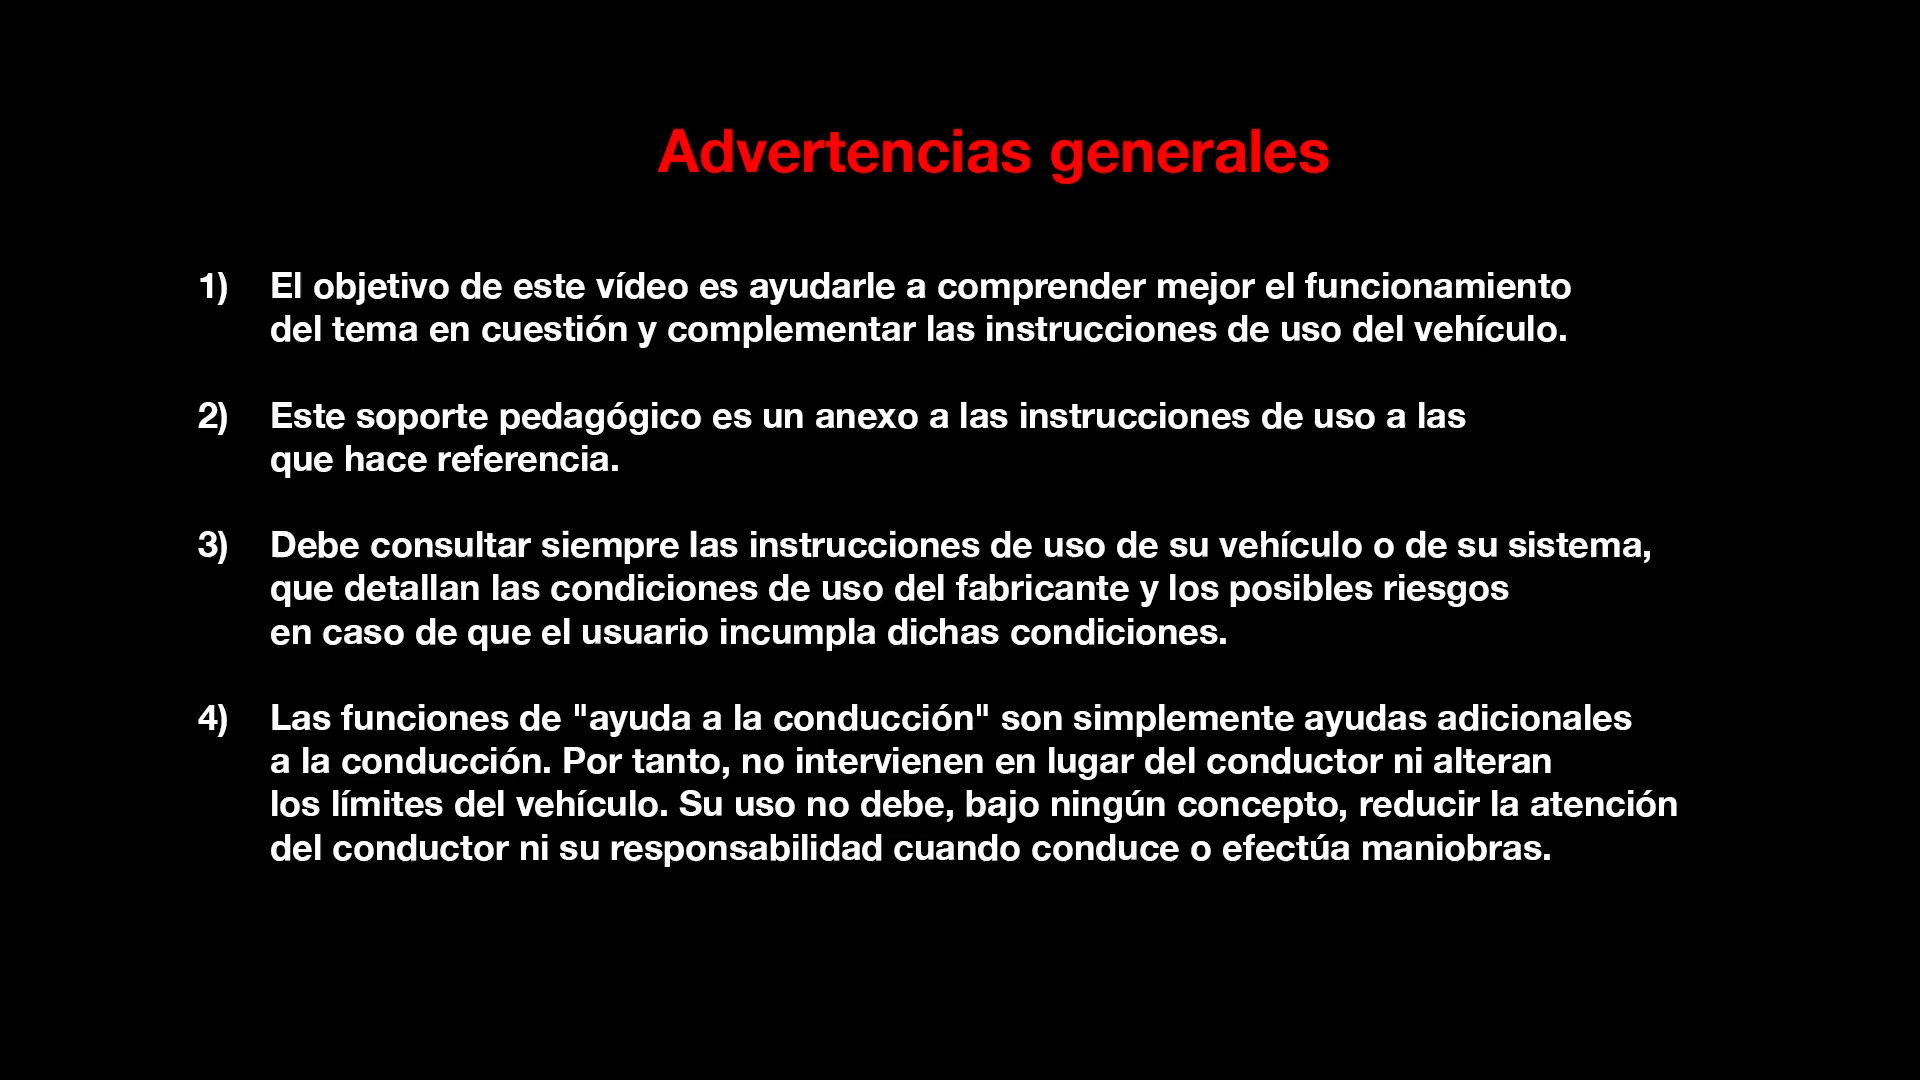 Advertencias generales
1) El objetivo de este vídeo es ayudarle a comprender mejor el funcionamiento
del tema en cuestión y complementar las instrucciones de uso del vehículo.
2) Este soporte pedagógico es un anexo a las instrucciones de uso a las
que hace referencia.
3) Debe consultar siempre las instrucciones de uso de su vehículo o de su sistema,
que detallan las condiciones de uso del fabricante y los posibles riesgos
en caso de que el usuario incumpla dichas condiciones.
4) Las funciones de "ayuda a la conducción" son simplemente ayudas adicionales
a la conducción. Por tanto, no intervienen en lugar del conductor ni alteran
los límites del vehículo. Su uso no debe, bajo ningún concepto, reducir la atención
del conductor ni su responsabilidad cuando conduce o efectúa maniobras.